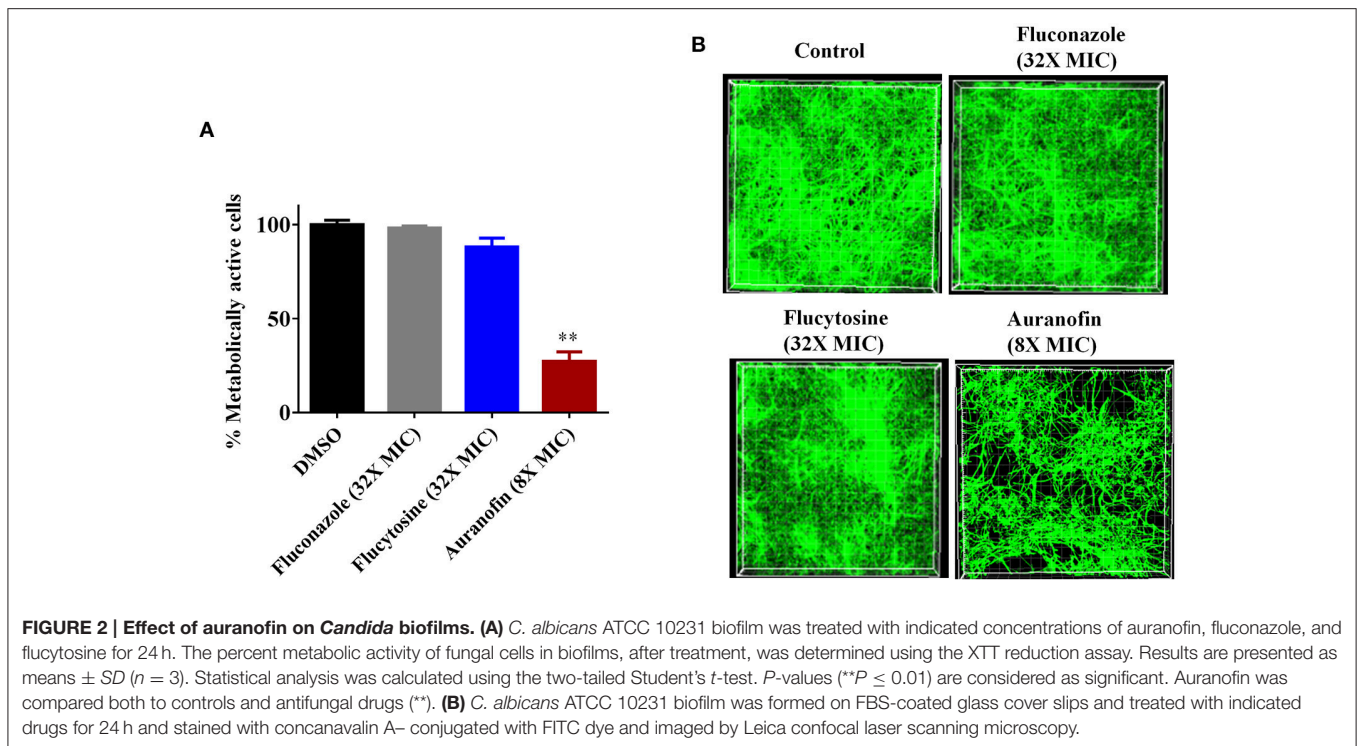 A
% Metabolically active cells
100
50
0
**
DMSO
Fluconazole (32X MIC)
Flucytosine (32X MIC)
Auranofin (8X MIC)
B
Control
Fluconazole
(32X MIC)
Flucytosine
(32X MIC)
Auranofin
(8X MIC)
FIGURE 2 | Effect of auranofin on Candida biofilms. (A) C. albicans ATCC 10231 biofilm was treated with indicated concentrations of auranofin, fluconazole, and
flucytosine for 24 h. The percent metabolic activity of fungal cells in biofilms, after treatment, was determined using the XTT reduction assay. Results are presented as
means ± SD (n = 3). Statistical analysis was calculated using the two-tailed Student's t-test. P-values (**P ≤ 0.01) are considered as significant. Auranofin was
compared both to controls and antifungal drugs (**). (B) C. albicans ATCC 10231 biofilm was formed on FBS-coated glass cover slips and treated with indicated
drugs for 24 h and stained with concanavalin A– conjugated with FITC dye and imaged by Leica confocal laser scanning microscopy.